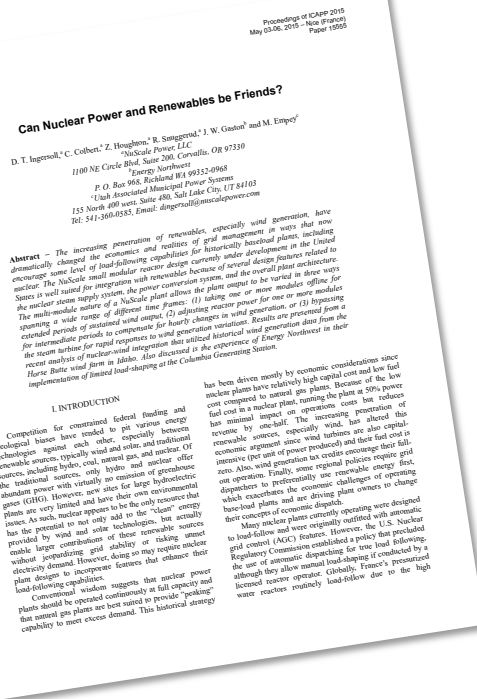 Proceedings of ICAPP 2015
May 03-06, 2015 – Nice (France)
Paper 15555
Can Nuclear Power and Renewables be Friends?
D. T. Ingersoll,a C. Colbert,a Z. Houghton,a R. Snuggerud,a J. W. Gastonb and M. Empeyc
aNuScale Power, LLC
1100 NE Circle Blvd, Suite 200, Corvallis, OR 97330
bEnergy Northwest
P. O. Box 968, Richland WA 99352-0968
cUtah Associated Municipal Power Systems
155 North 400 west, Suite 480, Salt Lake City, UT 84103
Tel: 541-360-0585, Email: dingersoll@nuscalepower.com
Abstract – The increasing penetration of renewables, especially wind generation, have
dramatically changed the economics and realities of grid management in ways that now
encourage some level of load-following capabilities for historically baseload plants, including
nuclear. The NuScale small modular reactor design currently under development in the United
States is well suited for integration with renewables because of several design features related to
the nuclear steam supply system, the power conversion system, and the overall plant architecture.
The multi-module nature of a NuScale plant allows the plant output to be varied in three ways
spanning a wide range of different time frames: (1) taking one or more modules offline for
extended periods of sustained wind output, (2) adjusting reactor power for one or more modules
for intermediate periods to compensate for hourly changes in wind generation, or (3) bypassing
the steam turbine for rapid responses to wind generation variations. Results are presented from a
recent analysis of nuclear-wind integration that utilized historical wind generation data from the
Horse Butte wind farm in Idaho. Also discussed is the experience of Energy Northwest in their
implementation of limited load-shaping at the Columbia Generating Station.
I. INTRODUCTION
Competition for constrained federal funding and
ecological biases have tended to pit various energy
technologies against each other, especially between
renewable sources, typically wind and solar, and traditional
sources, including hydro, coal, natural gas, and nuclear. Of
the traditional sources, only hydro and nuclear offer
abundant power with virtually no emission of greenhouse
gases (GHG). However, new sites for large hydroelectric
plants are very limited and have their own environmental
issues. As such, nuclear appears to be the only resource that
has the potential to not only add to the "clean" energy
provided by wind and solar technologies, but actually
enable larger contributions of these renewable sources
without jeopardizing grid stability or risking unmet
electricity demand. However, doing so may require nuclear
plant designs to incorporate features that enhance their
load-following capabilities.
Conventional wisdom suggests that nuclear power
plants should be operated continuously at full capacity and
that natural gas plants are best suited to provide "peaking"
capability to meet excess demand. This historical strategy
has been driven mostly by economic considerations since
nuclear plants have relatively high capital cost and low fuel
cost compared to natural gas plants. Because of the low
fuel cost in a nuclear plant, running the plant at 50% power
has minimal impact on operations costs but reduces
revenue by one-half. The increasing penetration of
renewable sources, especially wind, has altered this
economic argument since wind turbines are also capital-
intensive (per unit of power produced) and their fuel cost is
zero. Also, wind generation tax credits encourage their full-
out operation. Finally, some regional policies require grid
dispatchers to preferentially use renewable energy first,
which exacerbates the economic challenges of operating
base-load plants and are driving plant owners to change
their concepts of economic dispatch.
Many nuclear plants currently operating were designed
to load-follow and were originally outfitted with automatic
grid control (AGC) features. However, the U.S. Nuclear
Regulatory Commission established a policy that precluded
the use of automatic dispatching for true load following,
although they allow manual load-shaping if conducted by a
licensed reactor operator. Globally, France's pressurized
water reactors routinely load-follow due to the high